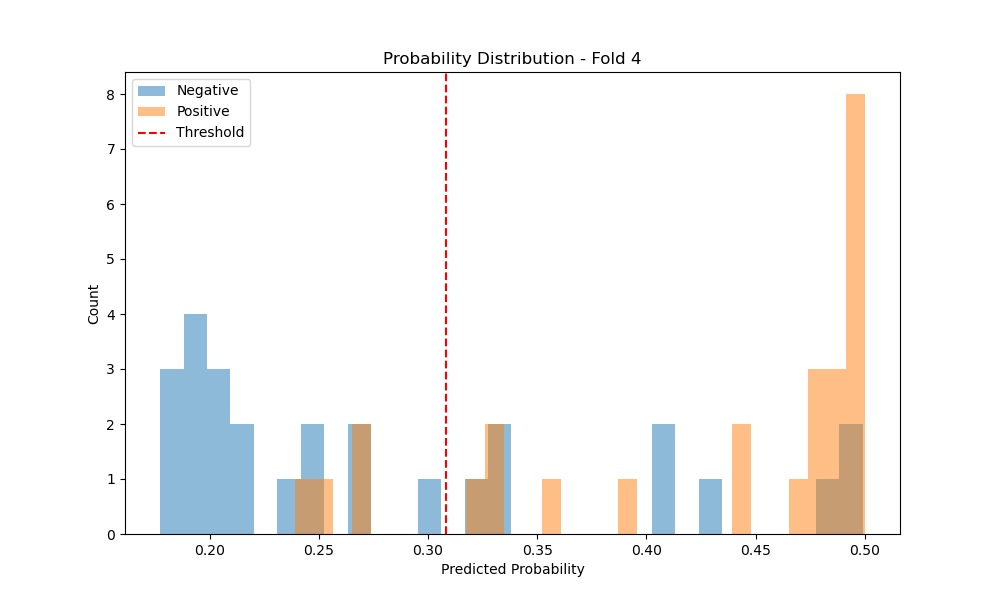 Probability Distribution - Fold 4
Negative
Positive
Threshold
8
7
6
5
4
3
2
1
0
Count
0.20 0.25 0.30 0.35 0.40 0.45 0.50
Predicted Probability